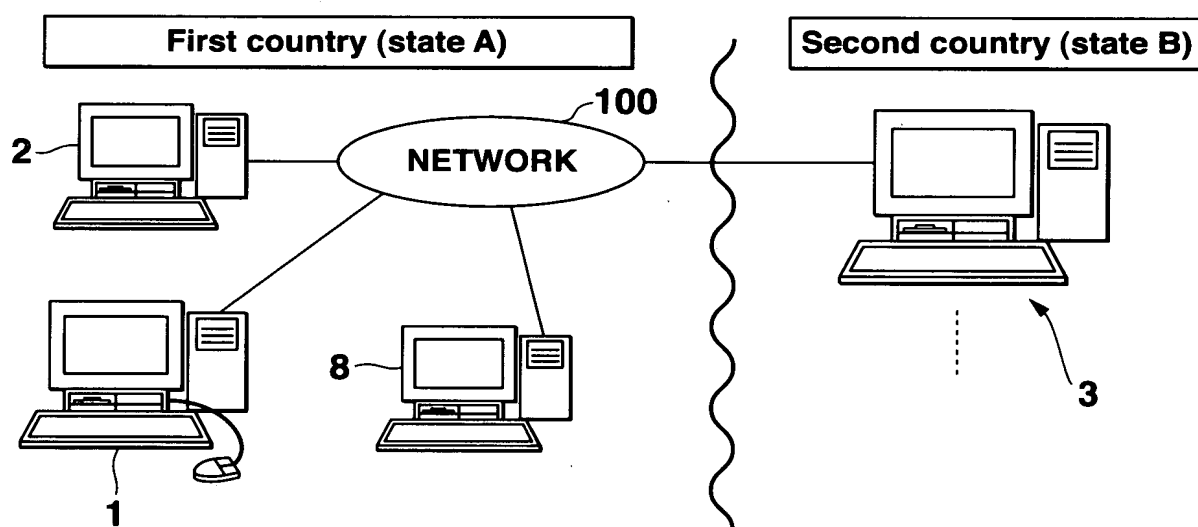 First country (state A)
Second country (state B)
100
2
NETWORK
8
3
1